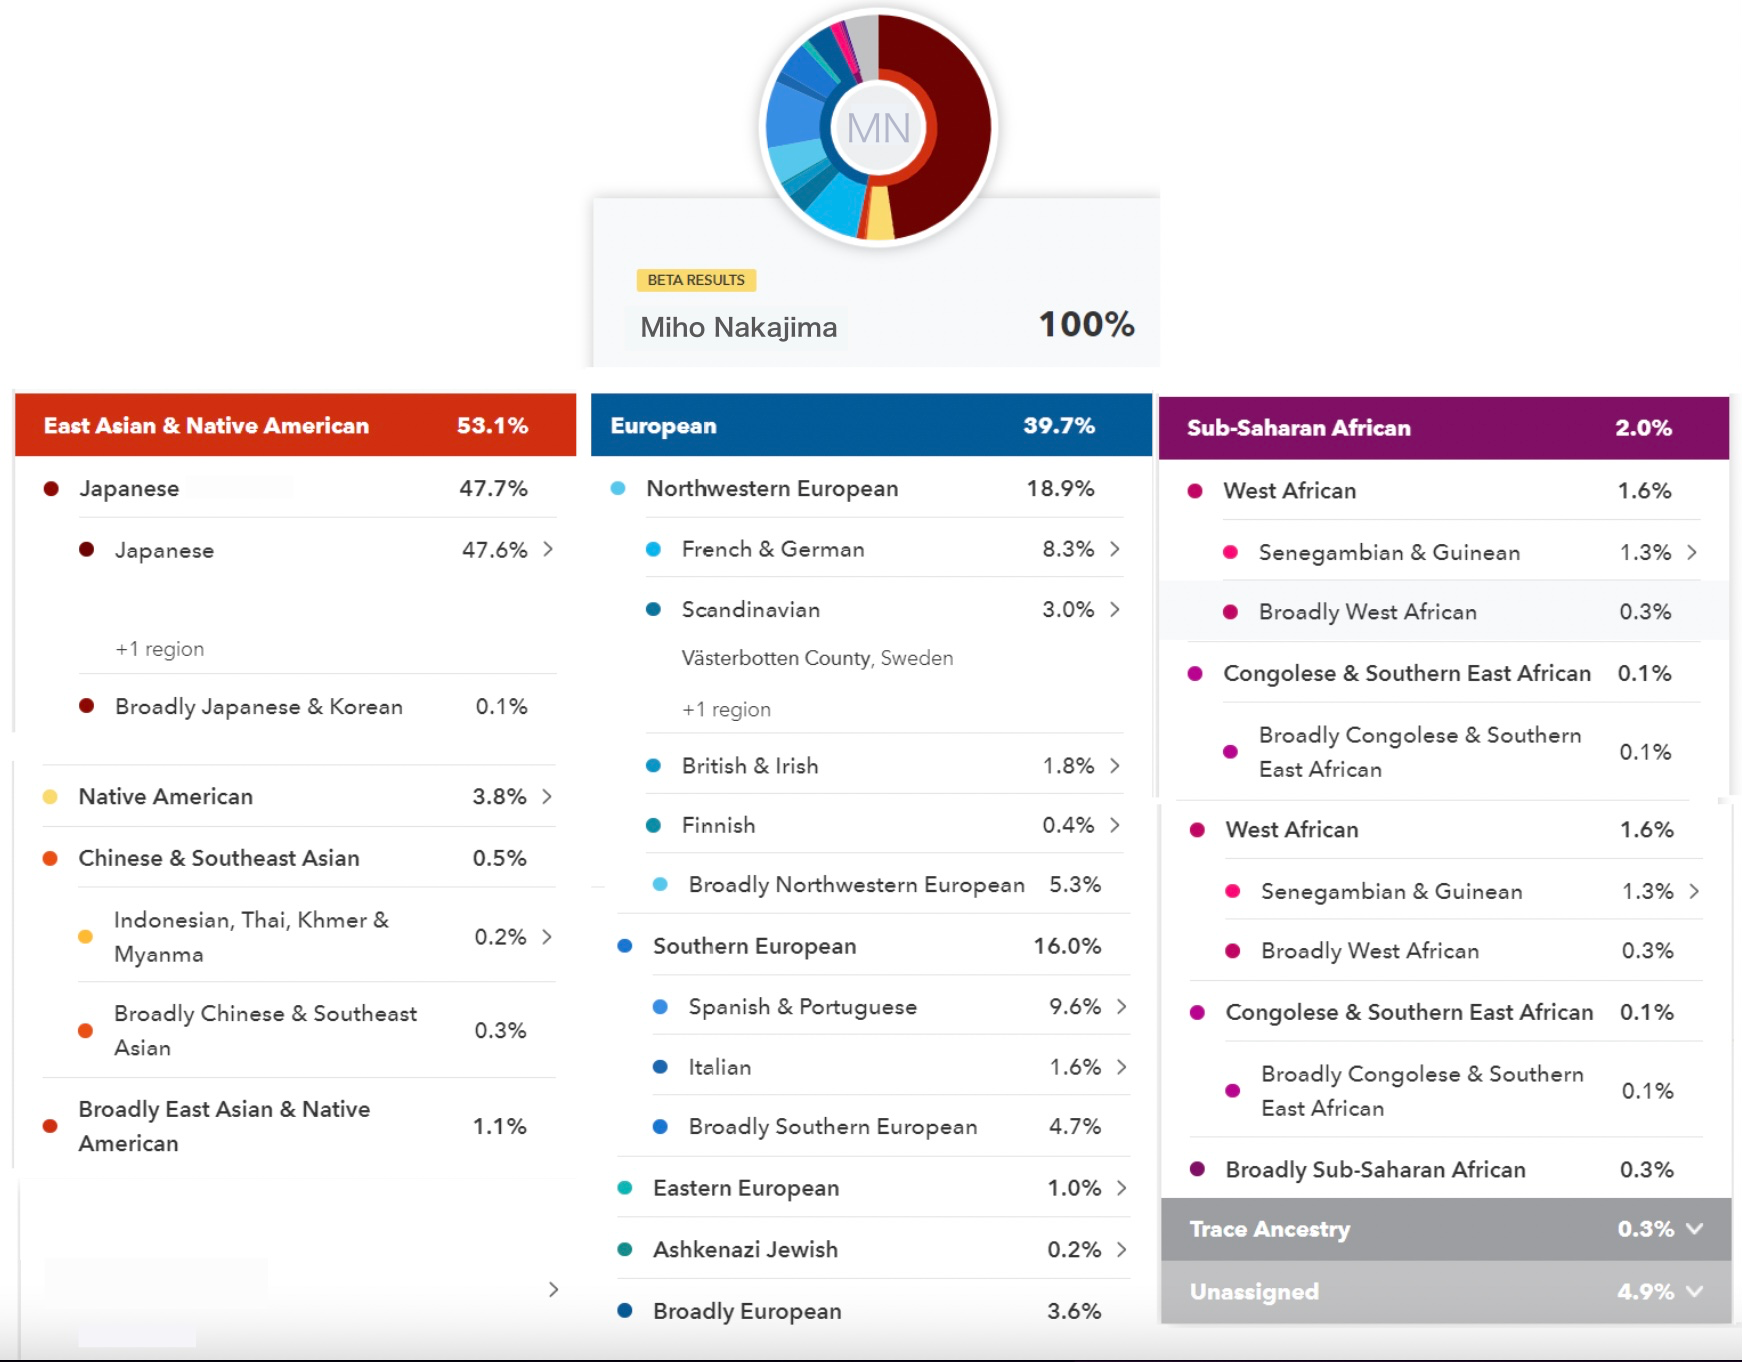 MN
BETA RESULTS
Miho Nakajima 100%
East Asian & Native American 53.1%
Japanese 47.7%
Japanese 47.6%
+1 region
Broadly Japanese & Korean 0.1%
Native American 3.8%
Chinese & Southeast Asian 0.5%
Indonesian, Thai, Khmer &
Myanma 0.2%
Broadly Chinese & Southeast
Asian 0.3%
Broadly East Asian & Native
American 1.1%
European 39.7%
Northwestern European 18.9%
French & German 8.3%
Scandinavian 3.0%
Västerbotten County, Sweden
+1 region
British & Irish 1.8%
Finnish 0.4%
Broadly Northwestern European 5.3%
Southern European 16.0%
Spanish & Portuguese 9.6%
Italian 1.6%
Broadly Southern European 4.7%
Eastern European 1.0%
Ashkenazi Jewish 0.2%
Broadly European 3.6%
Sub-Saharan African 2.0%
West African 1.6%
Senegambian & Guinean 1.3%
Broadly West African 0.3%
Congolese & Southern East African 0.1%
Broadly Congolese & Southern
East African 0.1%
West African 1.6%
Senegambian & Guinean 1.3%
Broadly West African 0.3%
Congolese & Southern East African 0.1%
Broadly Congolese & Southern
East African 0.1%
Broadly Sub-Saharan African 0.3%
Trace Ancestry 0.3%
Unassigned 4.9%